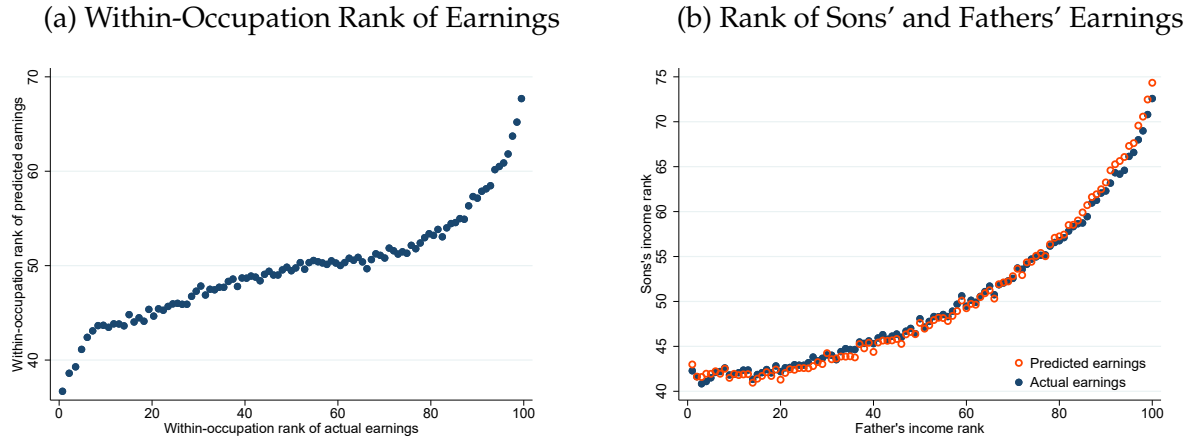 (a) Within-Occupation Rank of Earnings
Within-occupation rank of predicted earnings
70
60
50
40
0 20 40 60 80 100
Within-occupation rank of actual earnings
(b) Rank of Sons' and Fathers' Earnings
Sons's income rank
75
70
65
60
55
50
45
40
Predicted earnings
Actual earnings
0 20 40 60 80 100
Father's income rank